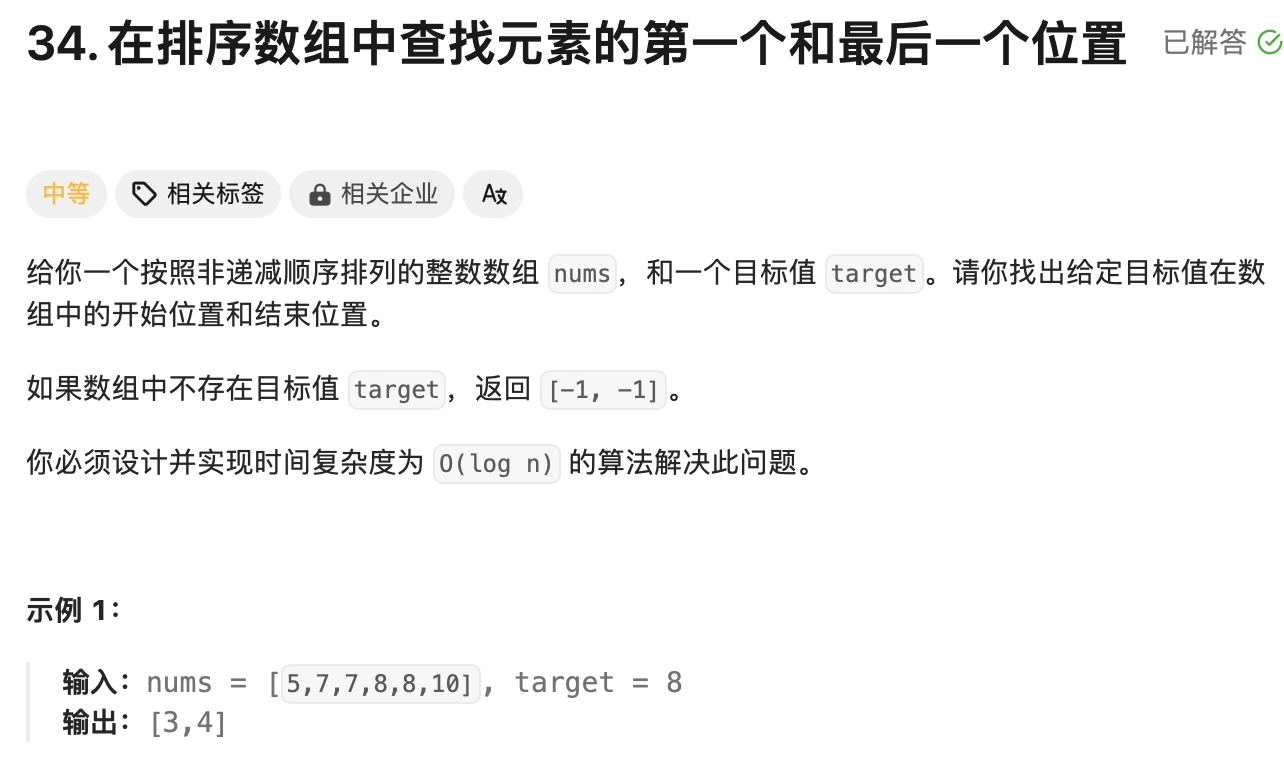 34. 在排序数组中查找元素的第一个和最后一个位置 已解答
中等 相关标签 相关企业 A文
给你一个按照非递减顺序排列的整数数组 nums，和一个目标值 target。请你找出给定目标值在数
组中的开始位置和结束位置。
如果数组中不存在目标值 target，返回 [-1, -1]。
你必须设计并实现时间复杂度为 O(log n) 的算法解决此问题。
示例 1：
输入：nums = [5,7,7,8,8,10], target = 8
输出：[3,4]